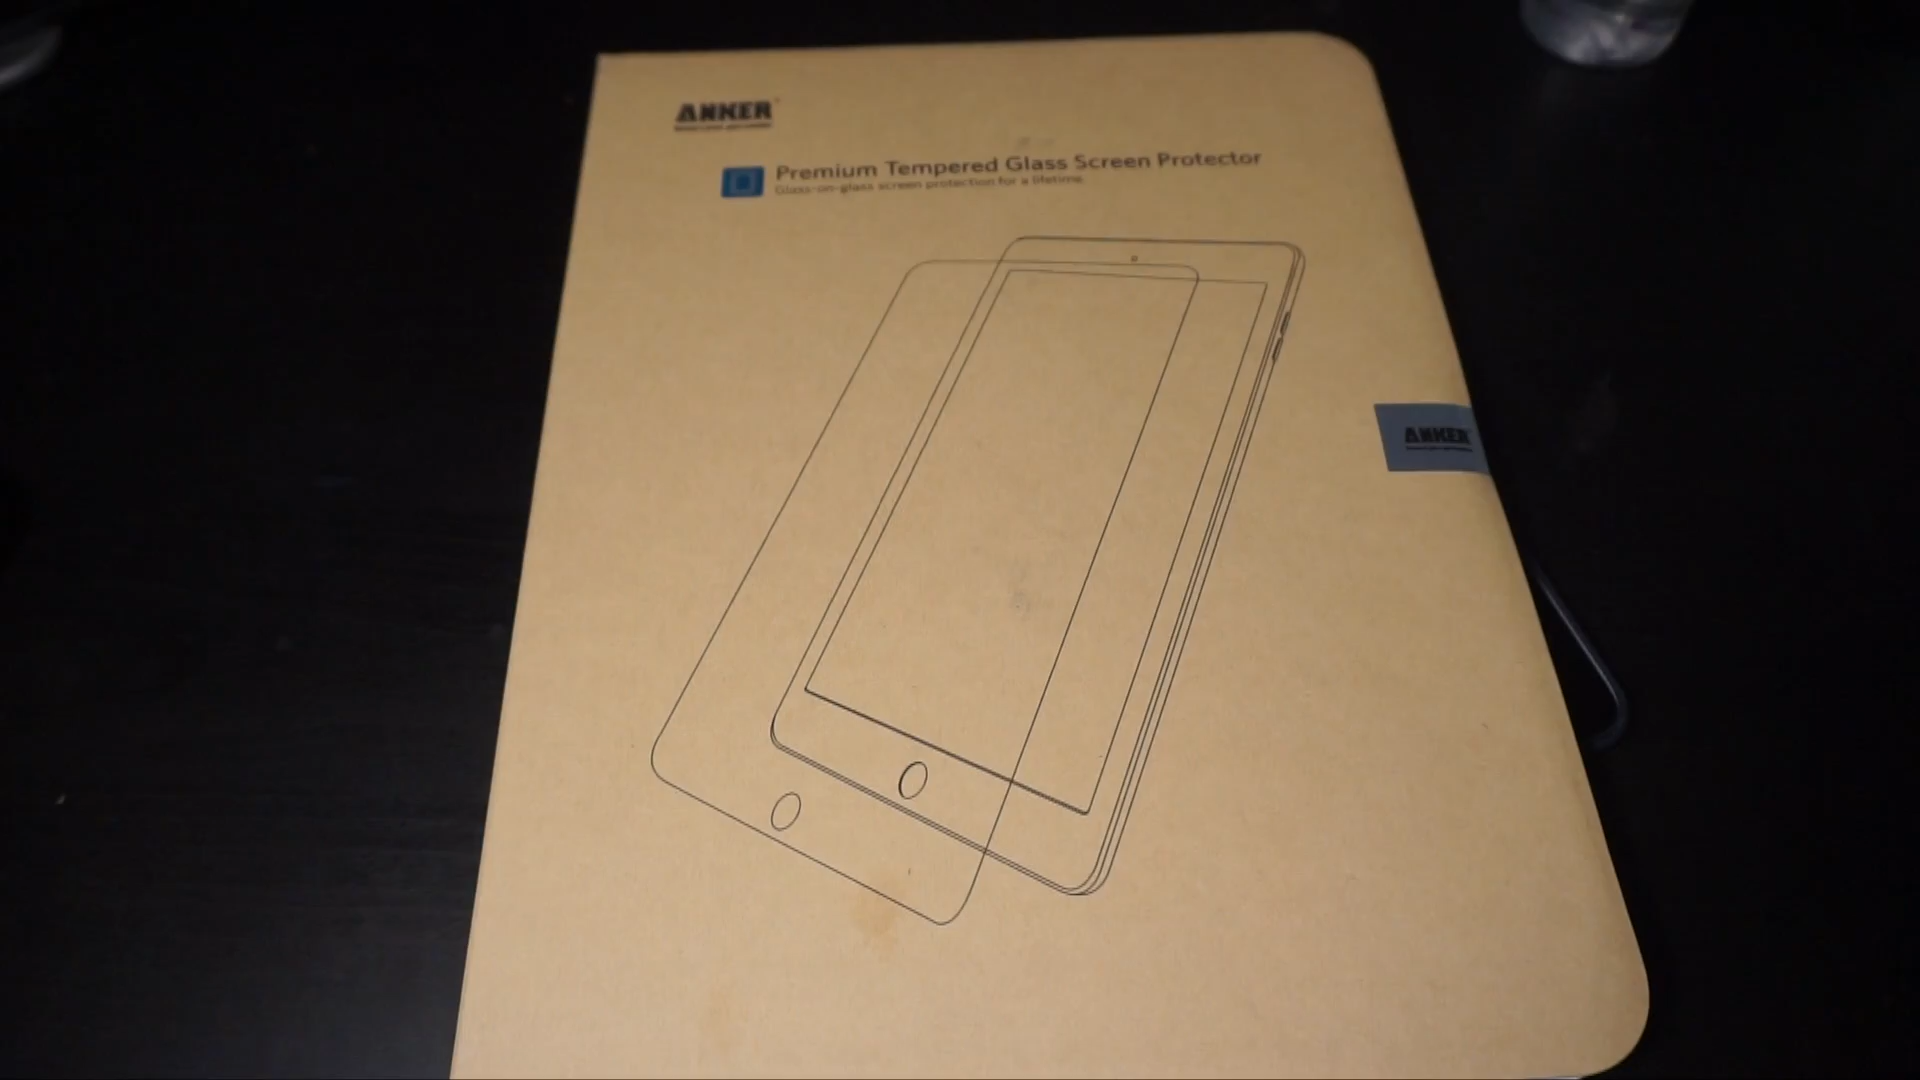 ANKER
Premium Tempered Glass Screen Protector
Glass-on-glass screen protection for a lifetime.
ANKER